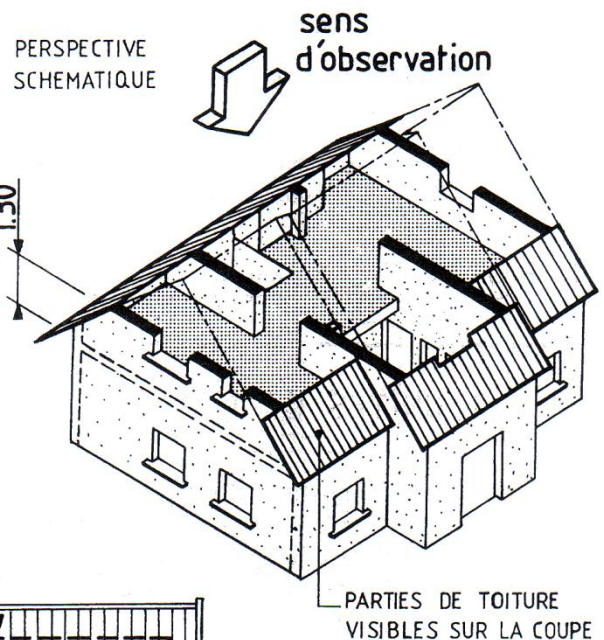 PERSPECTIVE
SCHEMATIQUE
sens
d'observation
1.50
PARTIES DE TOITURE
VISIBLES SUR LA COUPE